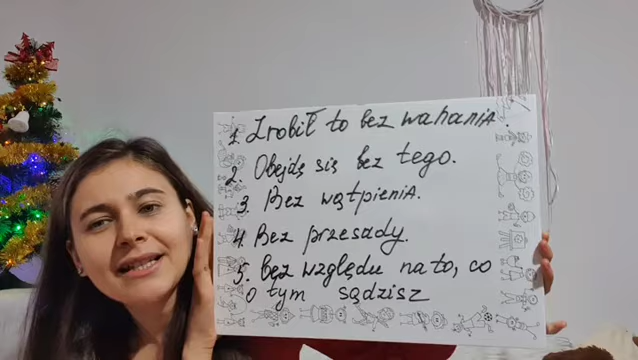 1. Zrobił to bez wahania.
2. Obejdę się bez tego.
3. Bez wątpienia.
4. Bez przesady.
5. Bez względu na to, co
o tym sądzisz